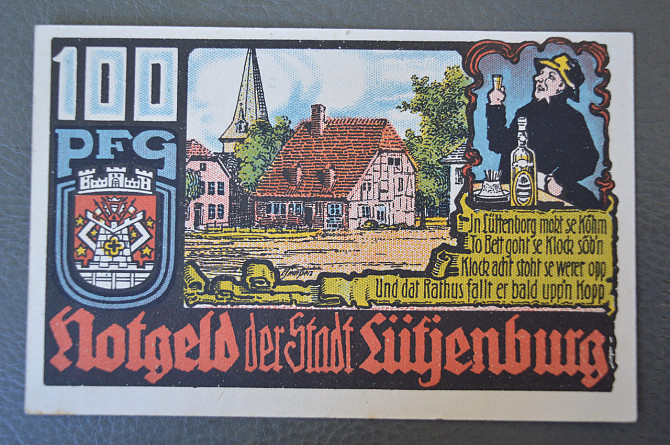 100
PFG
In Lüttenborg mokt se Köhm
To Bett goht se Klock söb'n
Klock acht stoht se werer opp
Und dat Rathus fallt er bald upp'n Kopp
Notgeld der Stadt Lütjenburg